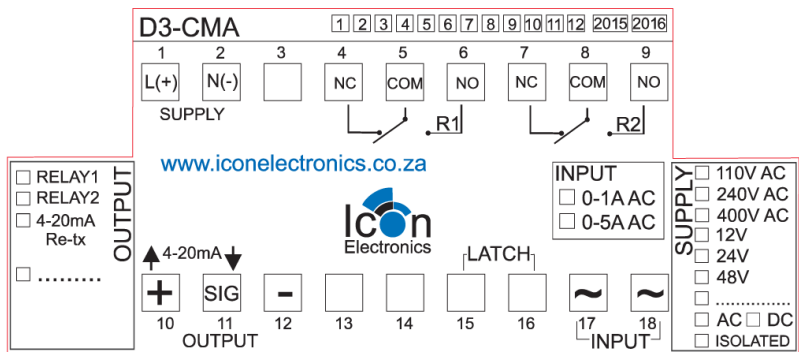 D3-CMA 1 2 3 4 5 6 7 8 9 10 11 12 2015 2016
1 2 3 4 5 6 7 8 9
L(+) N(-) NC COM NO NC COM NO
SUPPLY
R1 R2
www.iconelectronics.co.za
RELAY1
RELAY2
4-20mA
Re-tx
.........
OUTPUT
Icon
Electronics
INPUT
0-1A AC
0-5A AC
SUPPLY
110V AC
240V AC
400V AC
12V
24V
48V
...............
AC DC
ISOLATED
4-20mA LATCH
+ SIG - ~ ~
10 11 12 13 14 15 16 17 18
OUTPUT INPUT